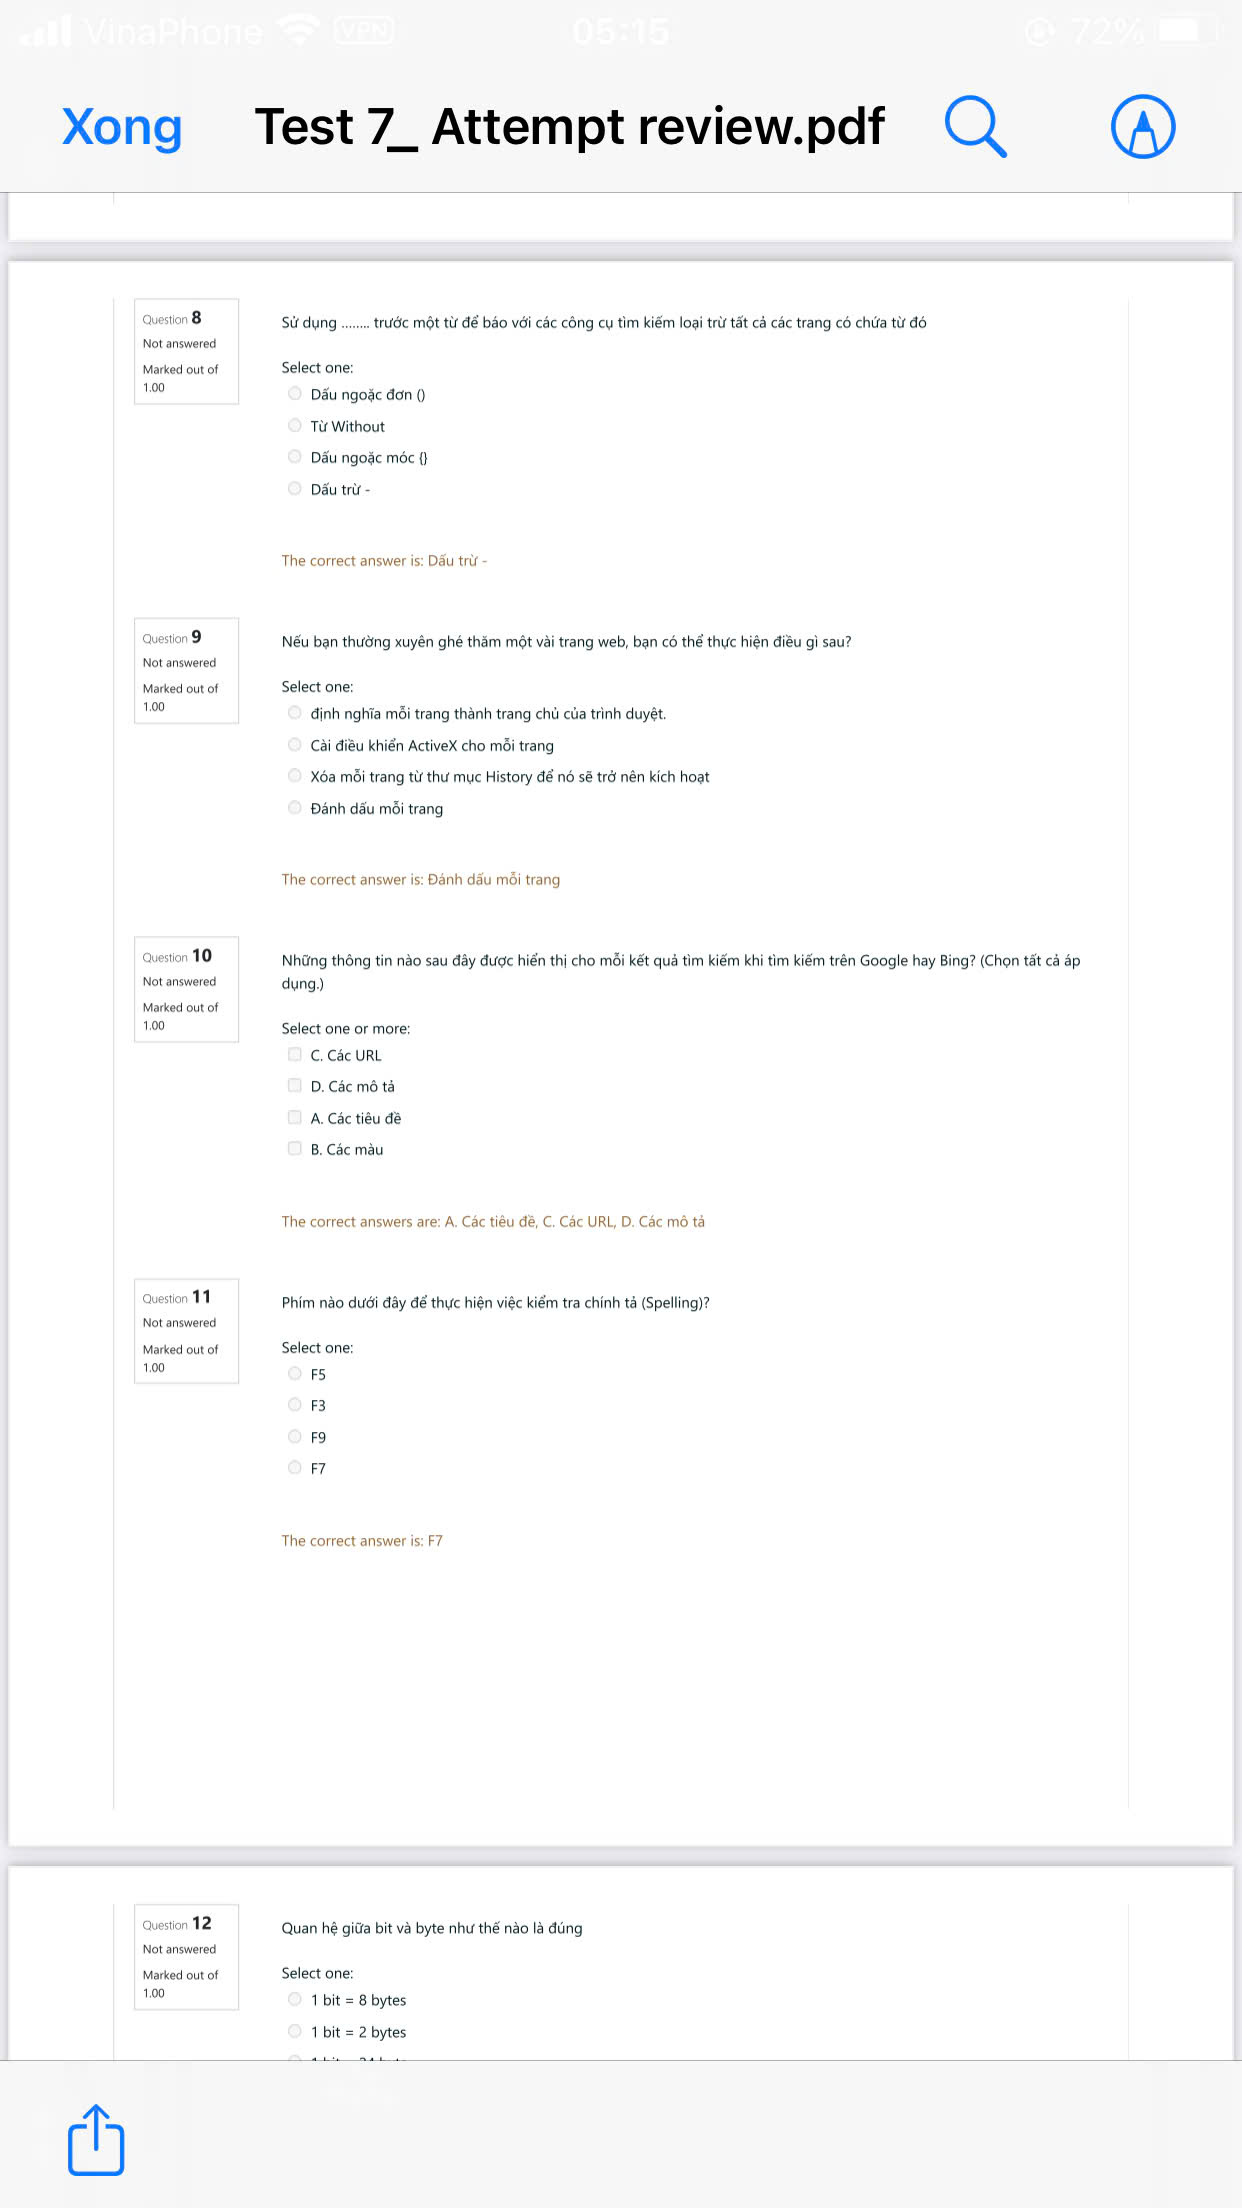 VinaPhone VPN 05:15 72%
Xong Test 7_ Attempt review.pdf
Question 8
Not answered
Marked out of
1.00
Sử dụng ........ trước một từ để báo với các công cụ tìm kiếm loại trừ tất cả các trang có chứa từ đó
Select one:
Dấu ngoặc đơn ()
Từ Without
Dấu ngoặc móc {}
Dấu trừ -
The correct answer is: Dấu trừ -
Question 9
Not answered
Marked out of
1.00
Nếu bạn thường xuyên ghé thăm một vài trang web, bạn có thể thực hiện điều gì sau?
Select one:
định nghĩa mỗi trang thành trang chủ của trình duyệt.
Cài điều khiển ActiveX cho mỗi trang
Xóa mỗi trang từ thư mục History để nó sẽ trở nên kích hoạt
Đánh dấu mỗi trang
The correct answer is: Đánh dấu mỗi trang
Question 10
Not answered
Marked out of
1.00
Những thông tin nào sau đây được hiển thị cho mỗi kết quả tìm kiếm khi tìm kiếm trên Google hay Bing? (Chọn tất cả áp
dụng.)
Select one or more:
C. Các URL
D. Các mô tả
A. Các tiêu đề
B. Các màu
The correct answers are: A. Các tiêu đề, C. Các URL, D. Các mô tả
Question 11
Not answered
Marked out of
1.00
Phím nào dưới đây để thực hiện việc kiểm tra chính tả (Spelling)?
Select one:
F5
F3
F9
F7
The correct answer is: F7
Question 12
Not answered
Marked out of
1.00
Quan hệ giữa bit và byte như thế nào là đúng
Select one:
1 bit = 8 bytes
1 bit = 2 bytes